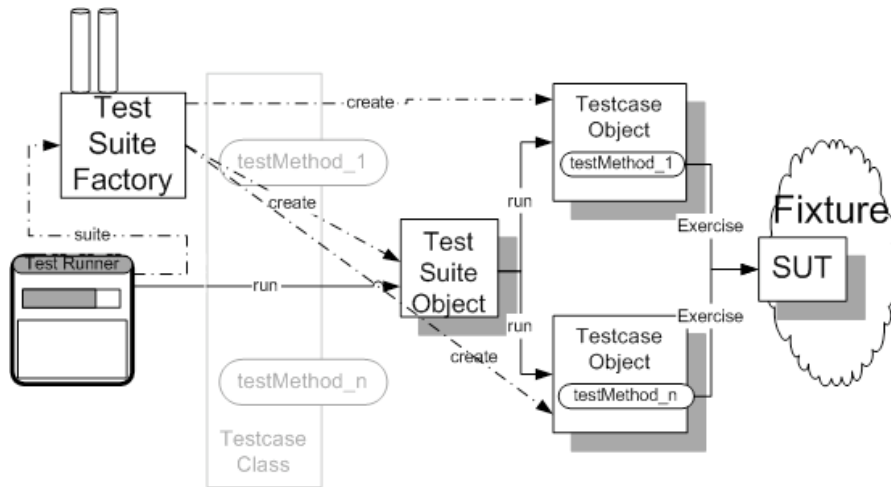 Test
Suite
Factory
create
Testcase
Object
testMethod_1
testMethod_1
create
run
Exercise
Fixture
suite
Test Runner
run
Test
Suite
Object
SUT
run
Exercise
create
Testcase
Object
testMethod_n
testMethod_n
Testcase
Class